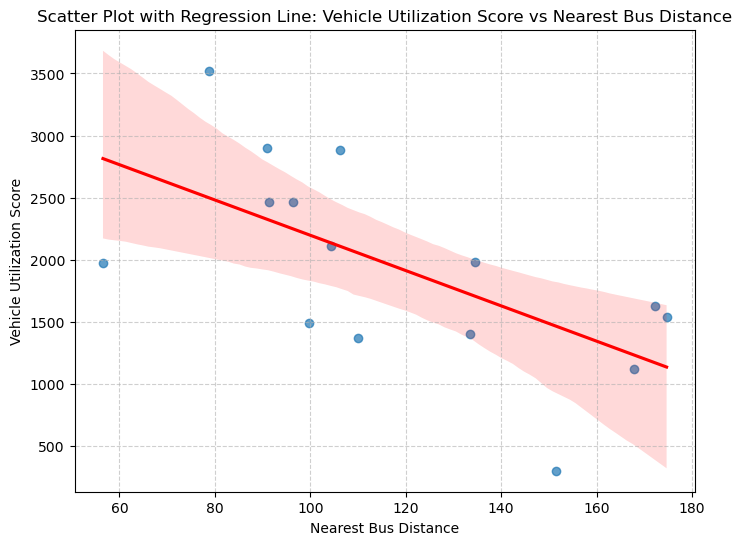 Scatter Plot with Regression Line: Vehicle Utilization Score vs Nearest Bus Distance
Vehicle Utilization Score
3500
3000
2500
2000
1500
1000
500
60 80 100 120 140 160 180
Nearest Bus Distance